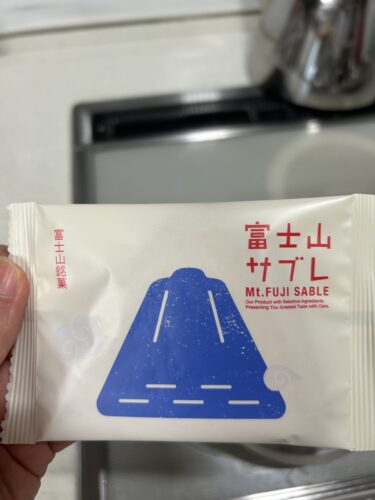 富士山
サブレ
Mt.FUJI SABLE
Our Product with Selective Ingredients
Presenting You Greatest Taste with Care.
富士山銘菓